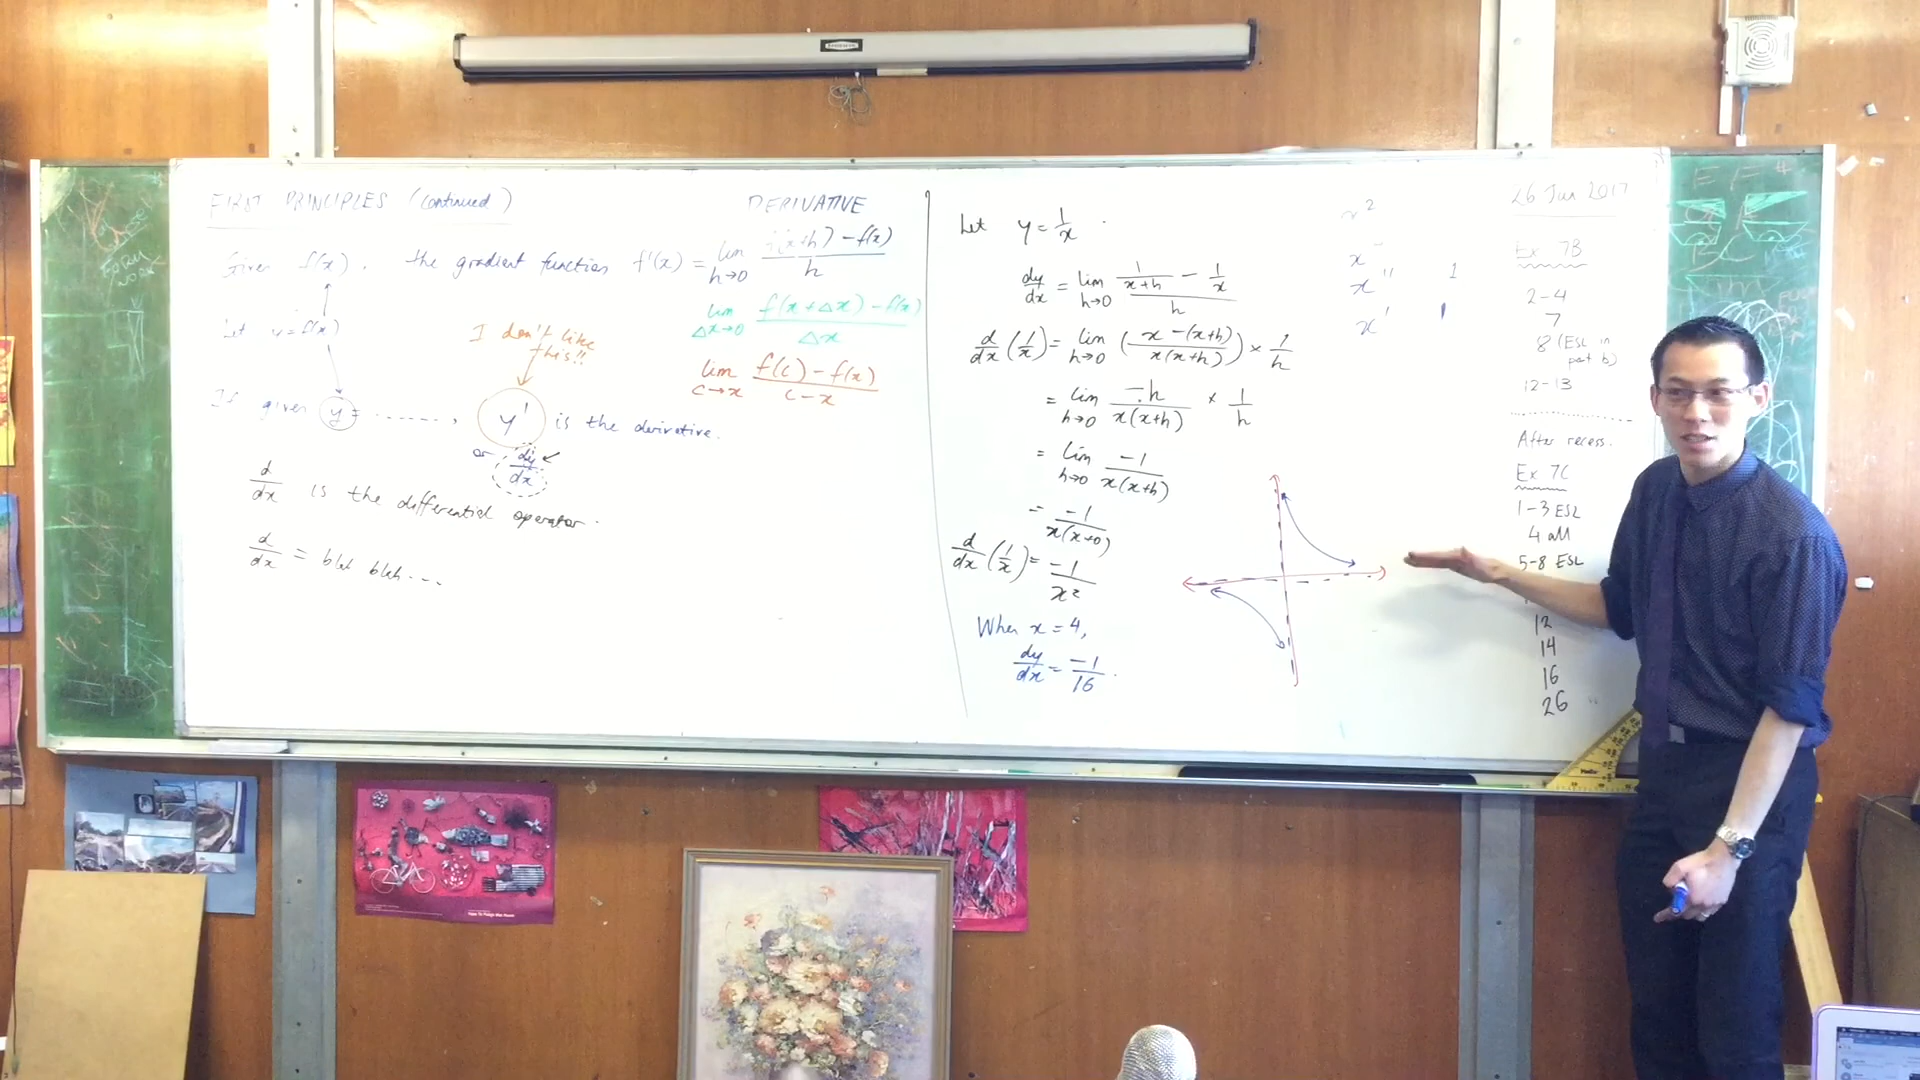 FIRST PRINCIPLES (continued)
DERIVATIVE
Given f(x), the gradient function f'(x) = lim h→0 (f(x+h) - f(x))/h
lim Δx→0 (f(x+Δx) - f(x))/Δx
Let y = f(x)
I don't like this!!
lim c→x (f(c) - f(x))/(c - x)
If given y = ------, y' is the derivative.
or dy/dx
d/dx is the differential operator.
d/dx = blah blah...
Let y = 1/x
dy/dx = lim h→0 (1/(x+h) - 1/x)/h
d/dx (1/x) = lim h→0 ((x - (x+h))/(x(x+h))) × 1/h
= lim h→0 -h/(x(x+h)) × 1/h
= lim h→0 -1/(x(x+h))
= -1/(x(x+0))
d/dx (1/x) = -1/x²
When x = 4,
dy/dx = -1/16.
26 Jun 2017
Ex 7B
2-4
7
8 (ESL in part b)
12-13
After recess.
Ex 7C
1-3 ESL
4 all
5-8 ESL
12
14
16
26